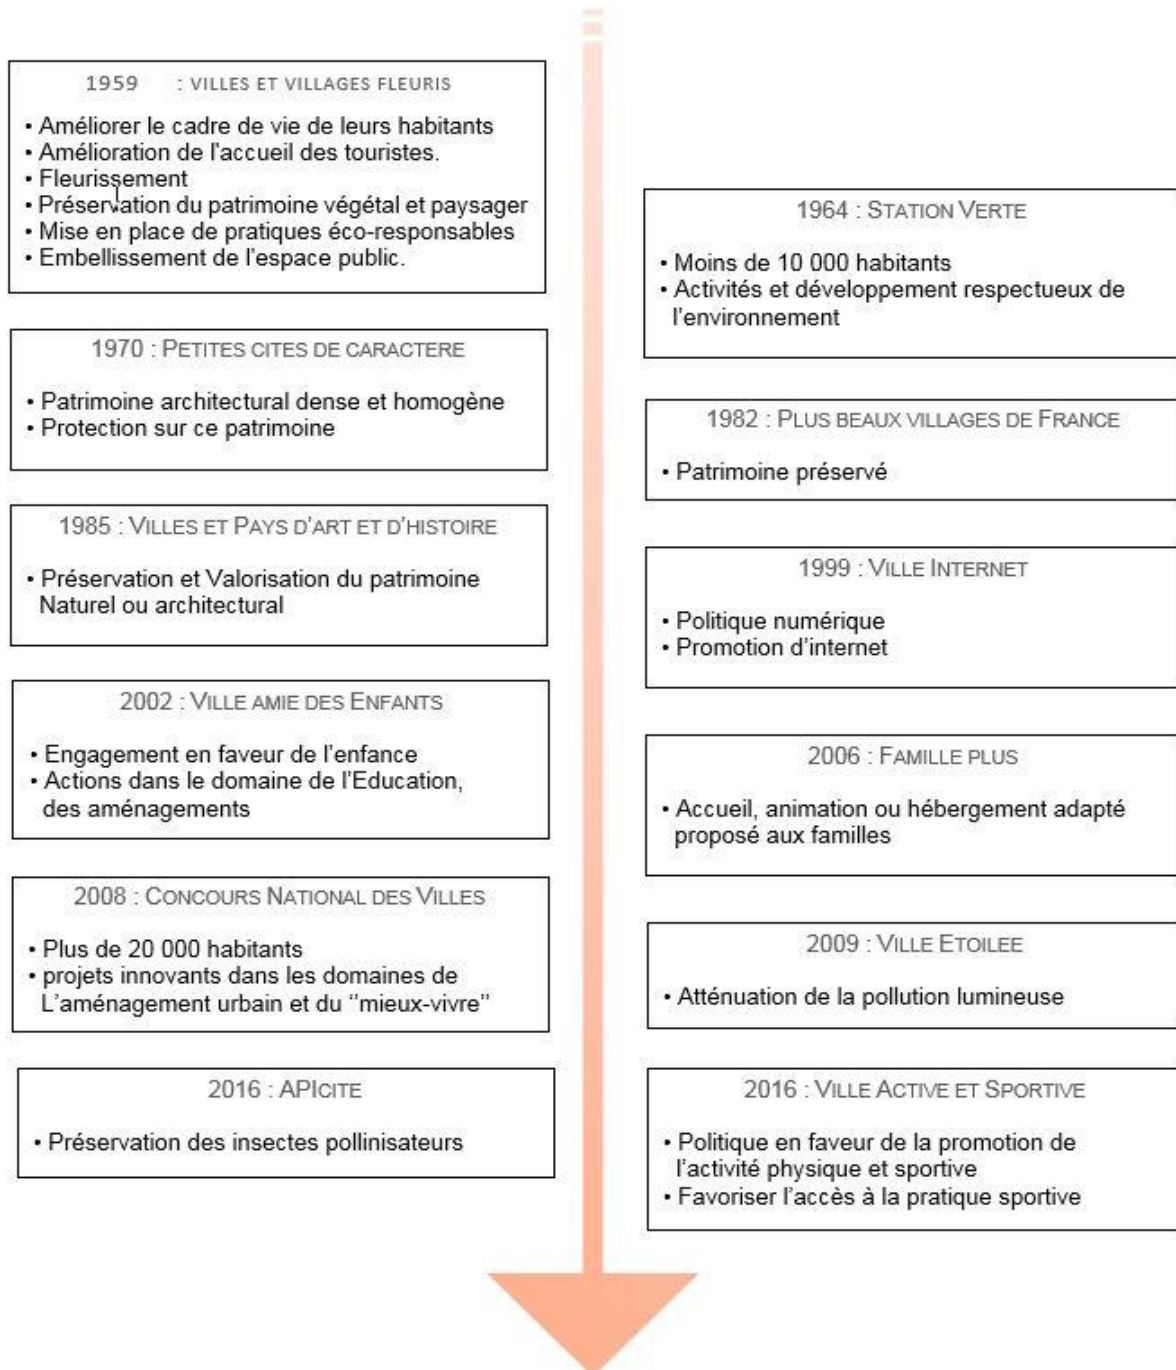 1959 : VILLES ET VILLAGES FLEURIS
• Améliorer le cadre de vie de leurs habitants
• Amélioration de l'accueil des touristes.
• Fleurissement
• Préservation du patrimoine végétal et paysager
• Mise en place de pratiques éco-responsables
• Embellissement de l'espace public.
1964 : STATION VERTE
• Moins de 10 000 habitants
• Activités et développement respectueux de
l'environnement
1970 : PETITES CITES DE CARACTERE
• Patrimoine architectural dense et homogène
• Protection sur ce patrimoine
1982 : PLUS BEAUX VILLAGES DE FRANCE
• Patrimoine préservé
1985 : VILLES ET PAYS D'ART ET D'HISTOIRE
• Préservation et Valorisation du patrimoine
Naturel ou architectural
1999 : VILLE INTERNET
• Politique numérique
• Promotion d'internet
2002 : VILLE AMIE DES ENFANTS
• Engagement en faveur de l'enfance
• Actions dans le domaine de l'Education,
des aménagements
2006 : FAMILLE PLUS
• Accueil, animation ou hébergement adapté
proposé aux familles
2008 : CONCOURS NATIONAL DES VILLES
• Plus de 20 000 habitants
• projets innovants dans les domaines de
L'aménagement urbain et du ''mieux-vivre''
2009 : VILLE ETOILEE
• Atténuation de la pollution lumineuse
2016 : APICITE
• Préservation des insectes pollinisateurs
2016 : VILLE ACTIVE ET SPORTIVE
• Politique en faveur de la promotion de
l'activité physique et sportive
• Favoriser l'accès à la pratique sportive